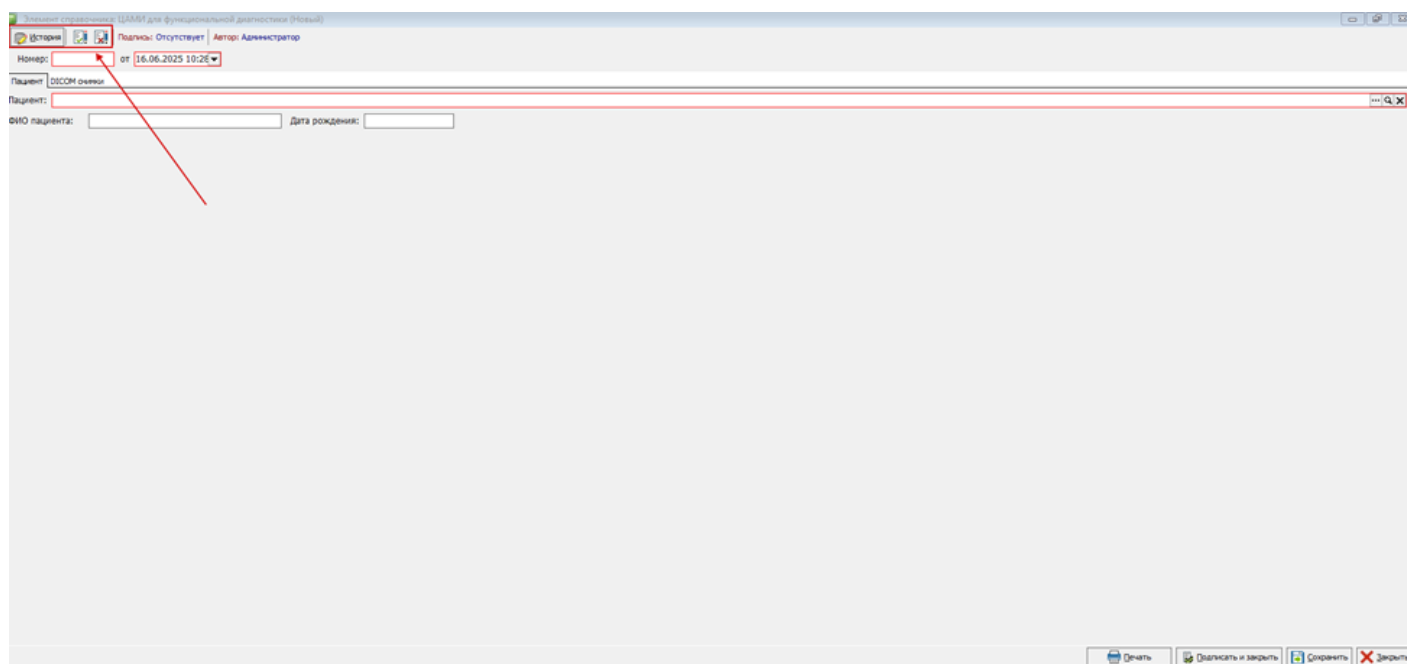 Элемент справочника: ЦАМИ для функциональной диагностики (Новый)
История Подпись: Отсутствует Автор: Администратор
Номер: от 16.06.2025 10:28
Пациент DICOM снимки
Пациент:
ФИО пациента: Дата рождения:
Печать Подписать и закрыть Сохранить Закрыть